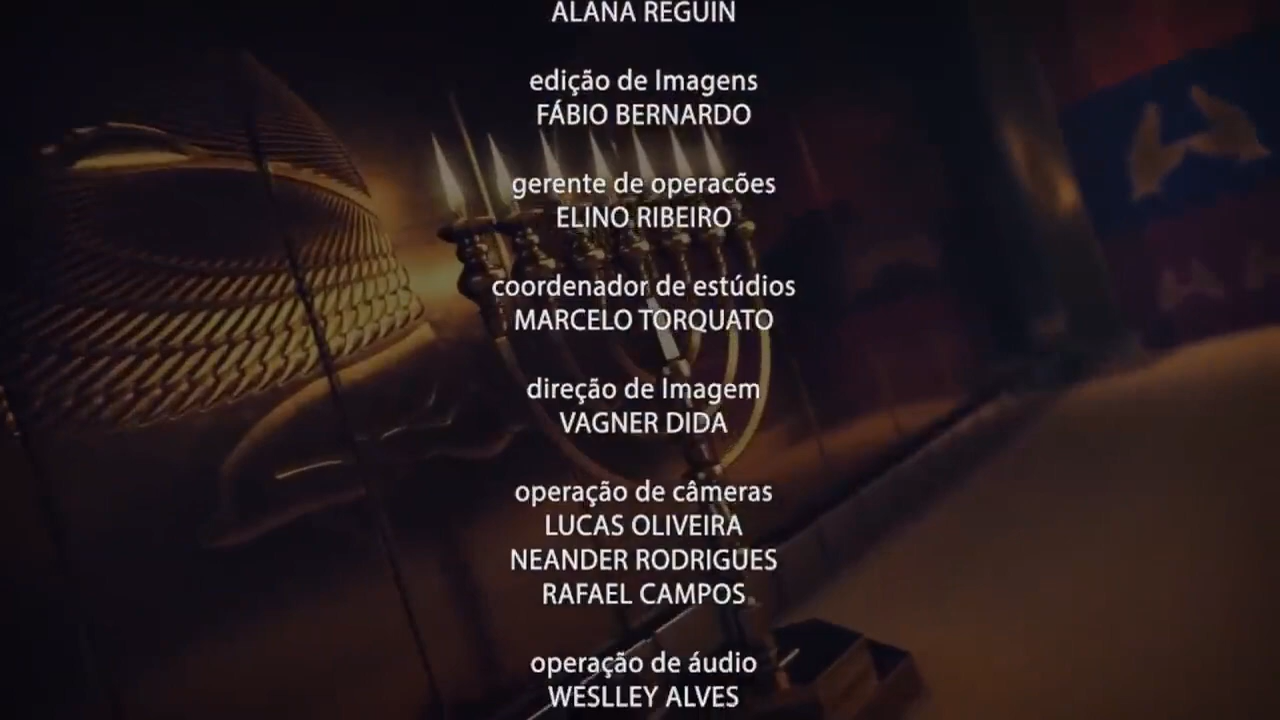 ALANA REGUIN
edição de Imagens
FÁBIO BERNARDO
gerente de operacões
ELINO RIBEIRO
coordenador de estúdios
MARCELO TORQUATO
direção de Imagem
VAGNER DIDA
operação de câmeras
LUCAS OLIVEIRA
NEANDER RODRIGUES
RAFAEL CAMPOS
operação de áudio
WESLLEY ALVES